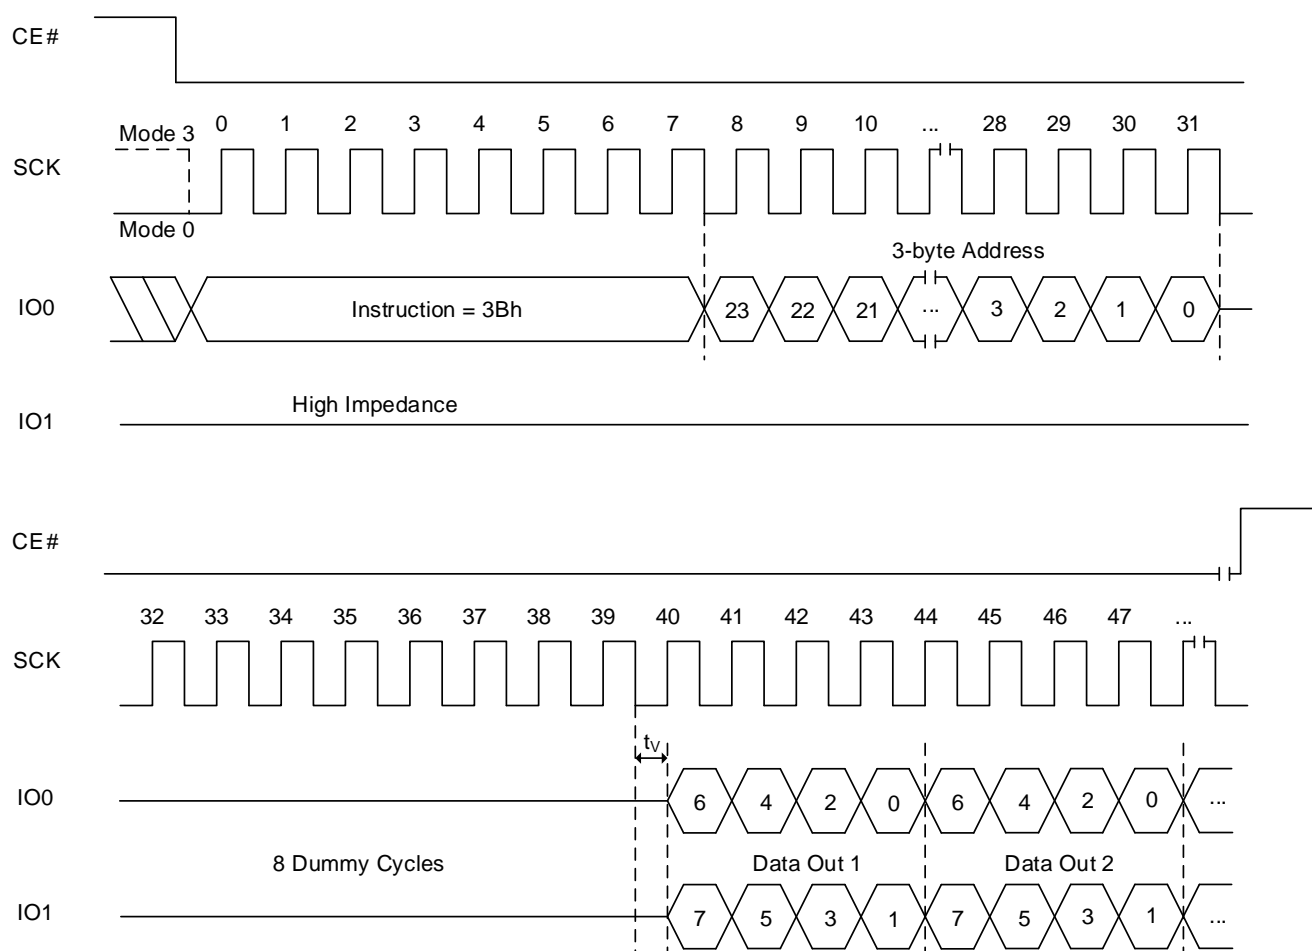 CE#
Mode 3 0 1 2 3 4 5 6 7 8 9 10 ... 28 29 30 31
SCK
Mode 0
3-byte Address
IO0 Instruction = 3Bh 23 22 21 ... 3 2 1 0
High Impedance
IO1
CE#
32 33 34 35 36 37 38 39 40 41 42 43 44 45 46 47 ...
SCK
tV
IO0 6 4 2 0 6 4 2 0 ...
8 Dummy Cycles Data Out 1 Data Out 2
IO1 7 5 3 1 7 5 3 1 ...